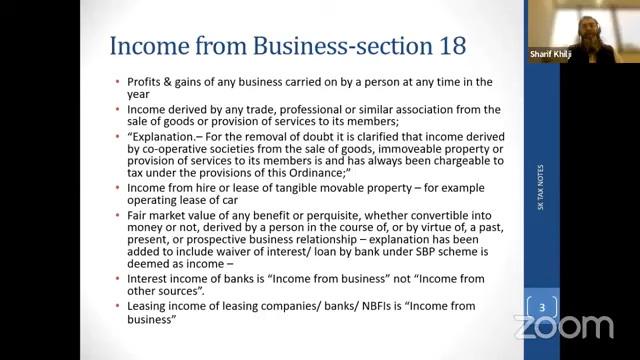 Income from Business-section 18
Sharif Khilji
• Profits & gains of any business carried on by a person at any time in the
year
• Income derived by any trade, professional or similar association from the
sale of goods or provision of services to its members;
• “Explanation.– For the removal of doubt it is clarified that income derived
by co-operative societies from the sale of goods, immoveable property or
provision of services to its members is and has always been chargeable to
tax under the provisions of this Ordinance;”
• Income from hire or lease of tangible movable property – for example
operating lease of car
• Fair market value of any benefit or perquisite, whether convertible into
money or not, derived by a person in the course of, or by virtue of, a past,
present, or prospective business relationship – explanation has been
added to include waiver of interest/ loan by bank under SBP scheme is
deemed as income –
• Interest income of banks is “Income from business” not “Income from
other sources”.
• Leasing income of leasing companies/ banks/ NBFIs is “Income from
business”
SK TAX NOTES
3
zoom